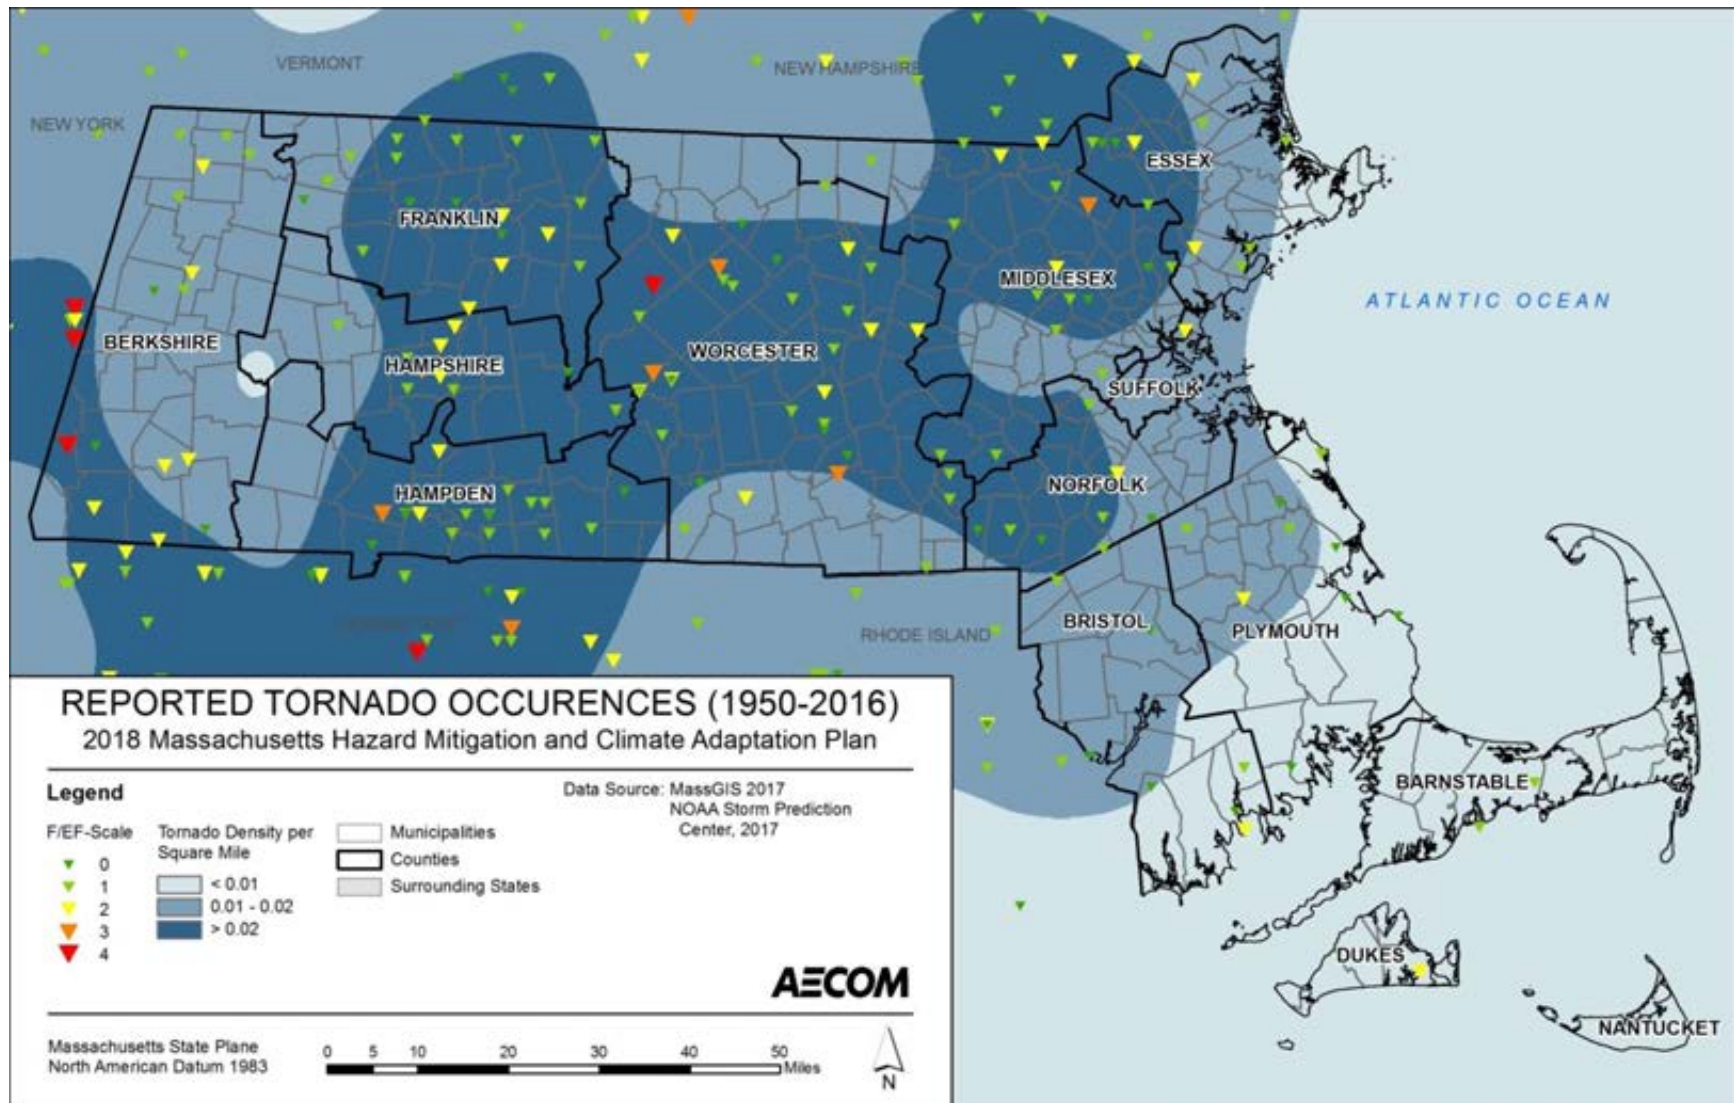 VERMONT
NEW HAMPSHIRE
NEW YORK
ESSEX
FRANKLIN
MIDDLESEX
ATLANTIC OCEAN
BERKSHIRE
HAMPSHIRE
WORCESTER
SUFFOLK
HAMPDEN
NORFOLK
BRISTOL
PLYMOUTH
RHODE ISLAND
BARNSTABLE
DUKES
NANTUCKET
REPORTED TORNADO OCCURENCES (1950-2016)
2018 Massachusetts Hazard Mitigation and Climate Adaptation Plan
Legend
F/EF-Scale
0
1
2
3
4
Tornado Density per
Square Mile
< 0.01
0.01 - 0.02
> 0.02
Municipalities
Counties
Surrounding States
Data Source: MassGIS 2017
NOAA Storm Prediction
Center, 2017
AECOM
Massachusetts State Plane
North American Datum 1983
0 5 10 20 30 40 50
Miles
N